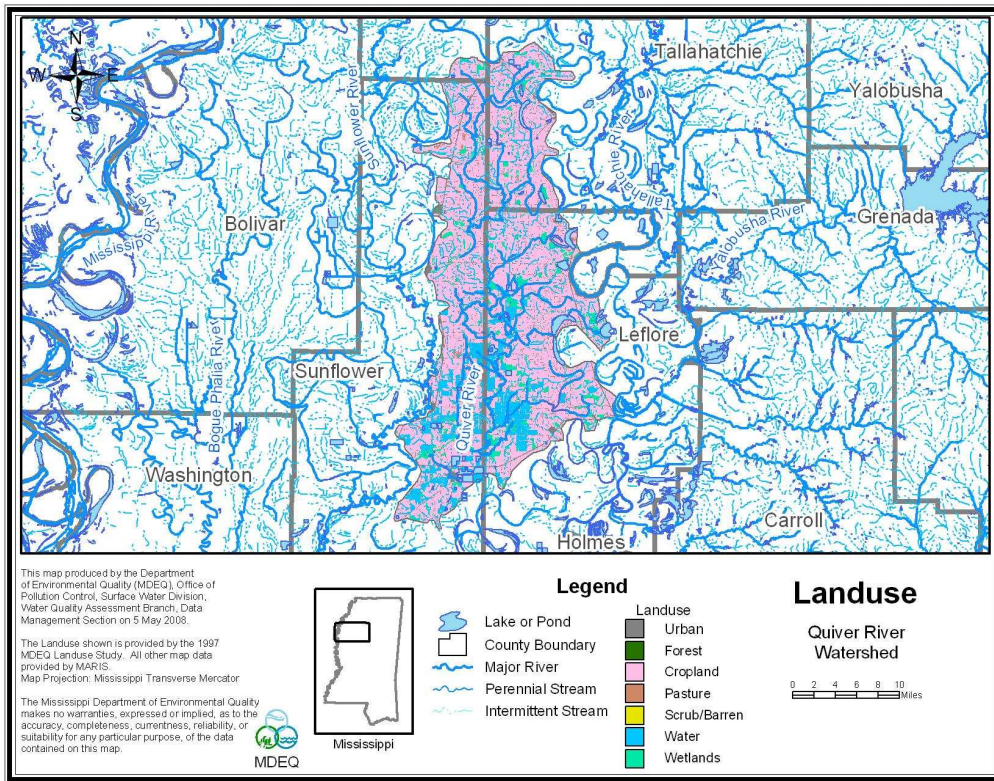 N
W E
S
Tallahatchie
Yalobusha
Sunflower River
Tallahatchie River
Tallahatchie
Mississippi River
Bolivar
Grenada
Yalobusha River
Leflore
Sunflower
Quiver River
Bogue Phalia River
Washington
Carroll
Holmes
This map produced by the Department
of Environmental Quality (MDEQ), Office of
Pollution Control, Surface Water Division,
Water Quality Assessment Branch, Data
Management Section on 5 May 2008.
The Landuse shown is provided by the 1997
MDEQ Landuse Study. All other map data
provided by MARIS.
Map Projection: Mississippi Transverse Mercator
The Mississippi Department of Environmental Quality
makes no warranties, expressed or implied, as to the
accuracy, completeness, currentness, reliability, or
suitability for any particular purpose, of the data
contained on this map.
MDEQ
Mississippi
Legend
Lake or Pond
County Boundary
Major River
Perennial Stream
Intermittent Stream
Landuse
Urban
Forest
Cropland
Pasture
Scrub/Barren
Water
Wetlands
Landuse
Quiver River
Watershed
0 2 4 6 8 10
Miles